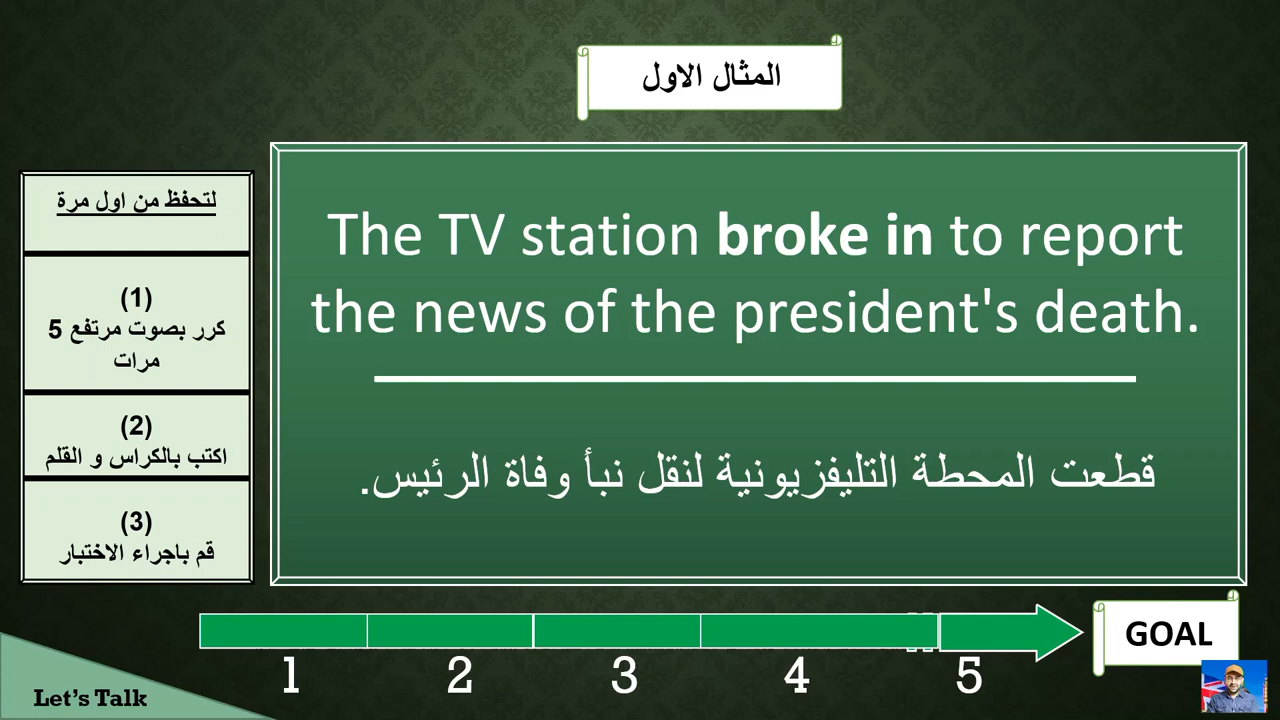 المثال الاول
لتحفظ من اول مرة
(1)
كرر بصوت مرتفع 5
مرات
(2)
اكتب بالكراس و القلم
(3)
قم باجراء الاختبار
The TV station broke in to report
the news of the president's death.
قطعت المحطة التليفزيونية لنقل نبأ وفاة الرئيس.
1 2 3 4 5
GOAL
Let's Talk